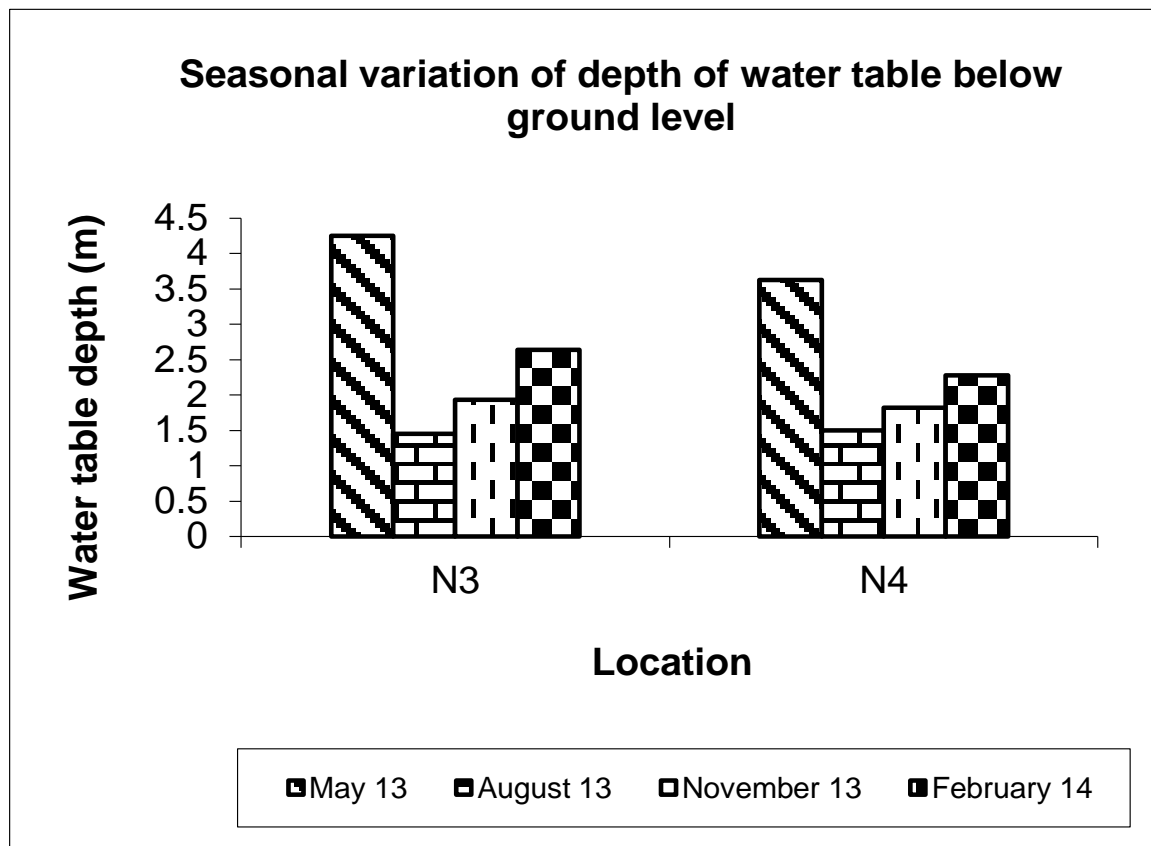 Seasonal variation of depth of water table below
ground level
Water table depth (m)
4.5
4
3.5
3
2.5
2
1.5
1
0.5
0
N3 N4
Location
May 13 August 13 November 13 February 14